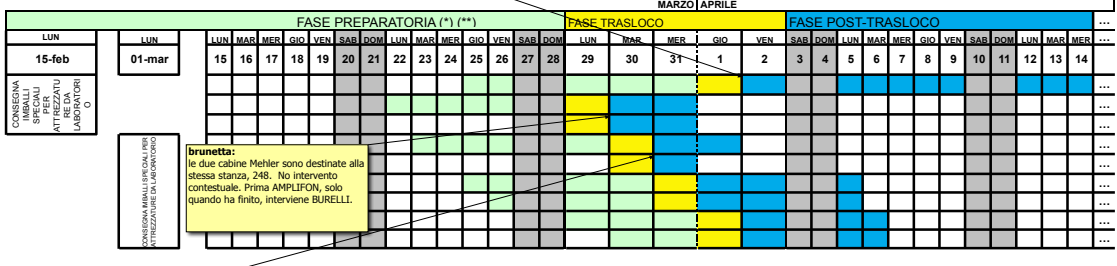 MARZO APRILE
FASE PREPARATORIA (*) (**) FASE TRASLOCO FASE POST-TRASLOCO ...
LUN LUN LUN MAR MER GIO VEN SAB DOM LUN MAR MER GIO VEN SAB DOM LUN MAR MER GIO VEN SAB DOM LUN MAR MER GIO VEN SAB DOM LUN MAR MER ...
15-feb 01-mar 15 16 17 18 19 20 21 22 23 24 25 26 27 28 29 30 31 1 2 3 4 5 6 7 8 9 10 11 12 13 14 ...
CONSEGNA
IMBALLI
SPECIALI
PER
ATTREZZATU
RE DA
LABORATORI
O
...
...
...
...
...
...
...
...
CONSEGNA IMBALLI SPECIALI PER
ATTREZZATURE DA LABORATORIO
brunetta:
le due cabine Mehler sono destinate alla
stessa stanza, 248. No intervento
contestuale. Prima AMPLIFON, solo
quando ha finito, interviene BURELLI.
...